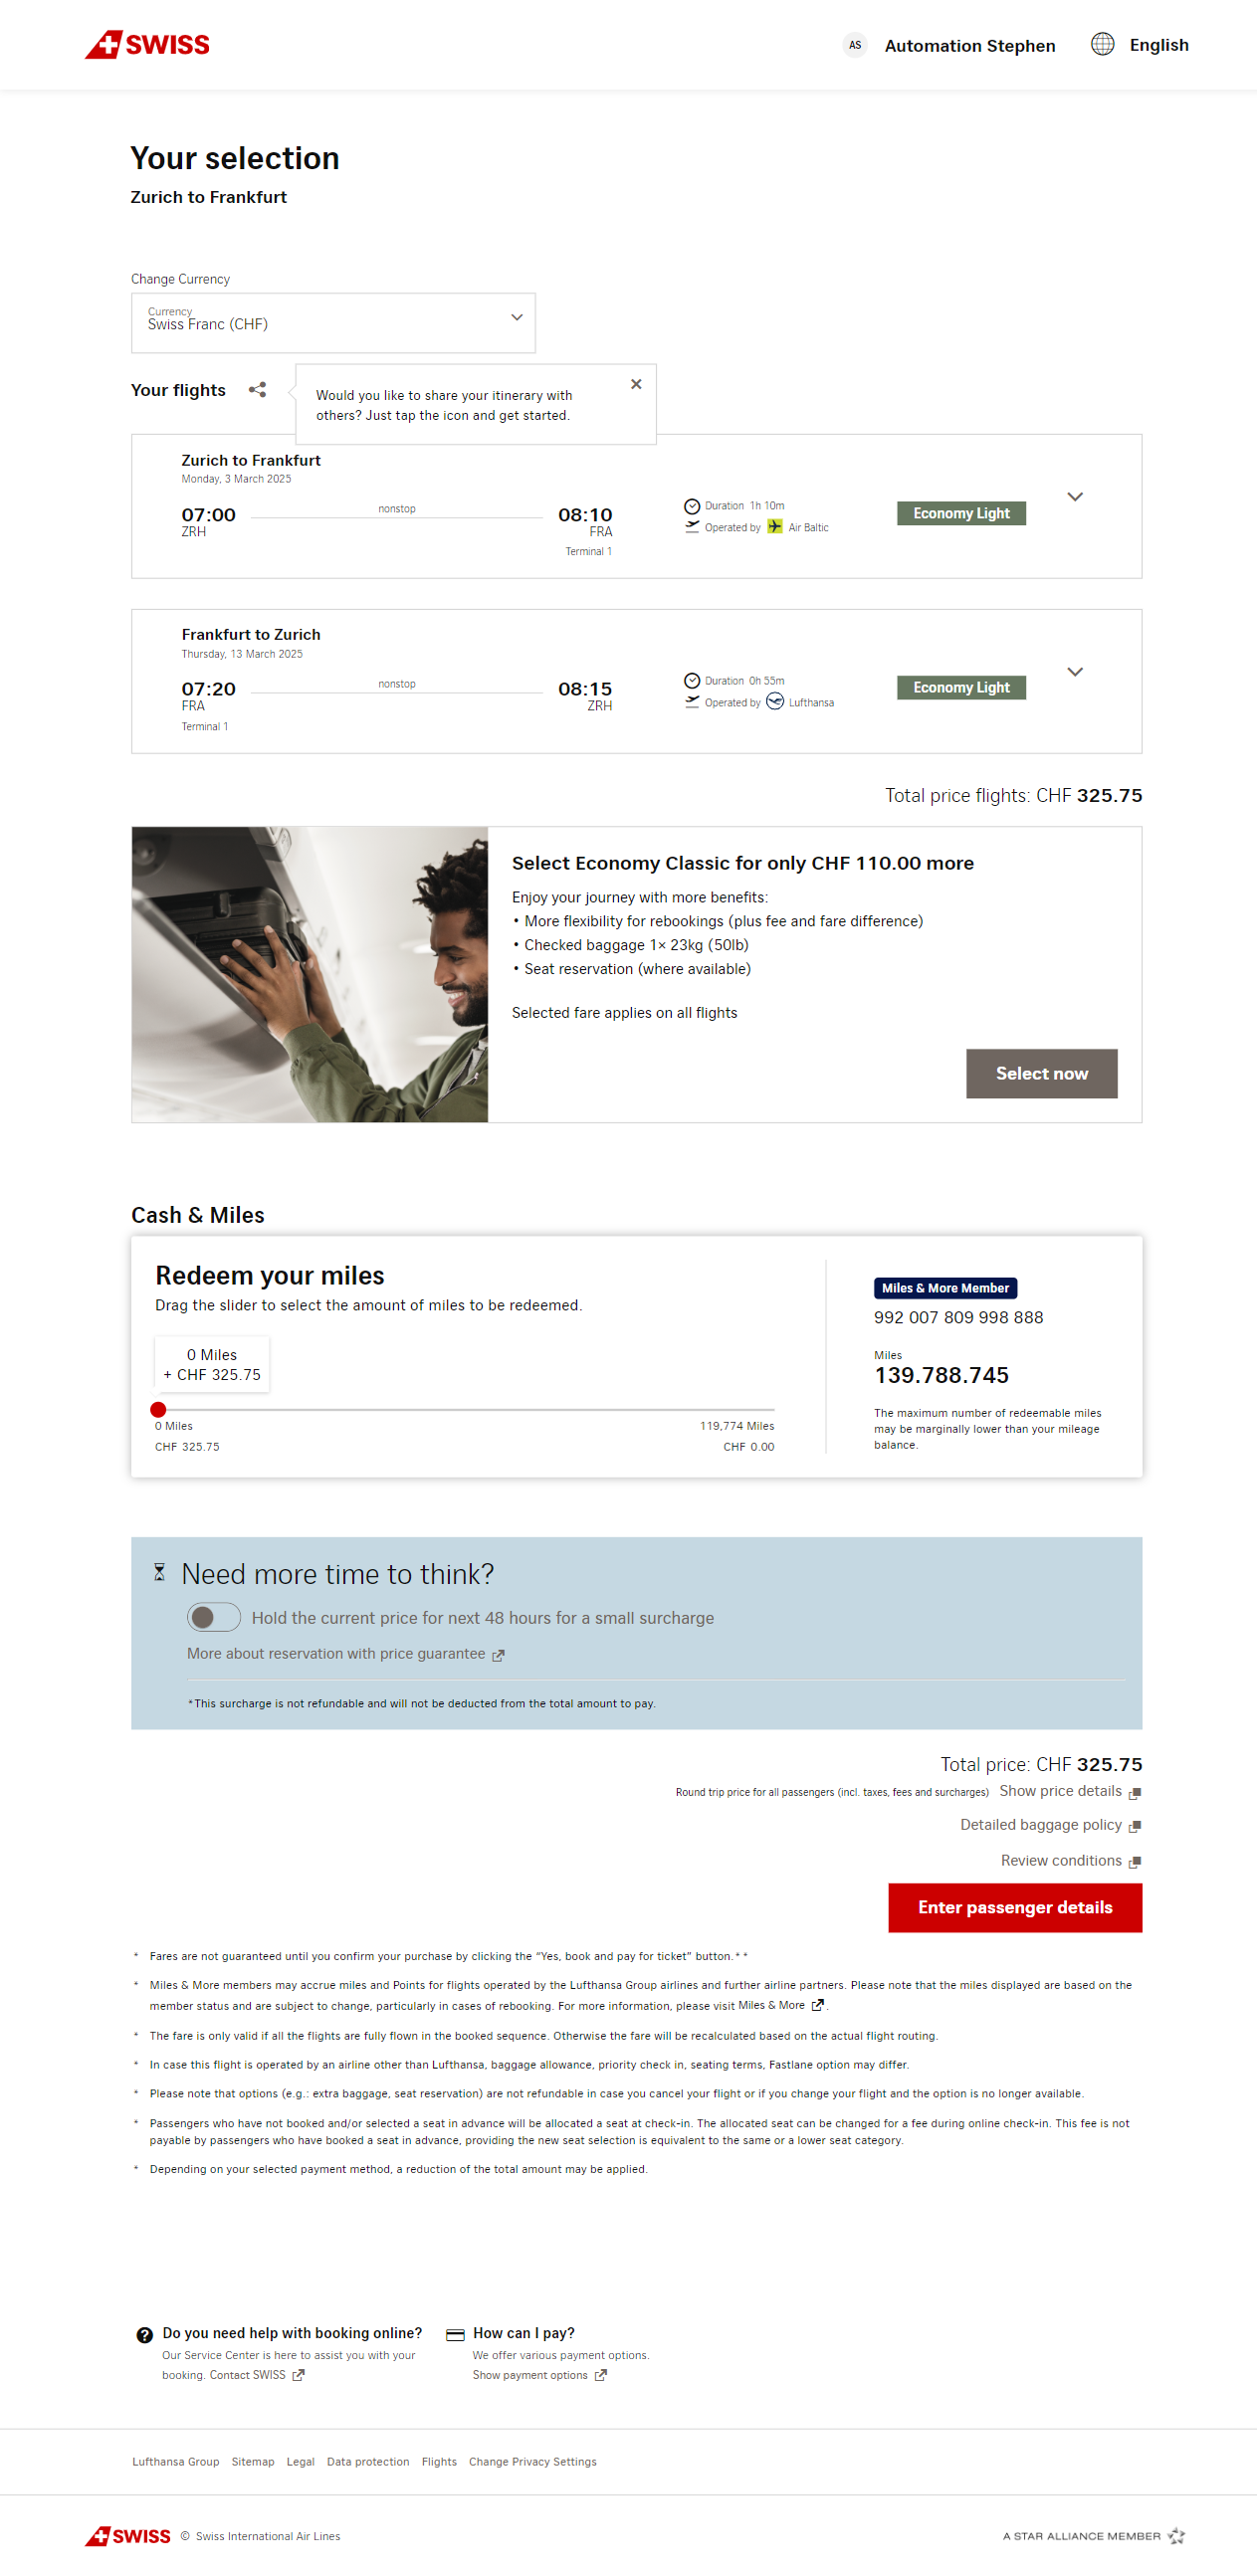 SWISS
AS Automation Stephen English
Your selection
Zurich to Frankfurt
Change Currency
Currency
Swiss Franc (CHF)
Your flights
Would you like to share your itinerary with
others? Just tap the icon and get started.
Zurich to Frankfurt
Monday, 3 March 2025
07:00 nonstop 08:10
ZRH FRA
Terminal 1
Duration 1h 10m
Operated by Air Baltic
Economy Light
Frankfurt to Zurich
Thursday, 13 March 2025
07:20 nonstop 08:15
FRA ZRH
Terminal 1
Duration 0h 55m
Operated by Lufthansa
Economy Light
Total price flights: CHF 325.75
Select Economy Classic for only CHF 110.00 more
Enjoy your journey with more benefits:
• More flexibility for rebookings (plus fee and fare difference)
• Checked baggage 1× 23kg (50lb)
• Seat reservation (where available)
Selected fare applies on all flights
Select now
Cash & Miles
Redeem your miles
Drag the slider to select the amount of miles to be redeemed.
0 Miles
+ CHF 325.75
0 Miles 119,774 Miles
CHF 325.75 CHF 0.00
Miles & More Member
992 007 809 998 888
Miles
139.788.745
The maximum number of redeemable miles
may be marginally lower than your mileage
balance.
Need more time to think?
Hold the current price for next 48 hours for a small surcharge
More about reservation with price guarantee
*This surcharge is not refundable and will not be deducted from the total amount to pay.
Total price: CHF 325.75
Round trip price for all passengers (incl. taxes, fees and surcharges) Show price details
Detailed baggage policy
Review conditions
Enter passenger details
* Fares are not guaranteed until you confirm your purchase by clicking the “Yes, book and pay for ticket” button.**
* Miles & More members may accrue miles and Points for flights operated by the Lufthansa Group airlines and further airline partners. Please note that the miles displayed are based on the
member status and are subject to change, particularly in cases of rebooking. For more information, please visit Miles & More .
* The fare is only valid if all the flights are fully flown in the booked sequence. Otherwise the fare will be recalculated based on the actual flight routing.
* In case this flight is operated by an airline other than Lufthansa, baggage allowance, priority check in, seating terms, Fastlane option may differ.
* Please note that options (e.g.: extra baggage, seat reservation) are not refundable in case you cancel your flight or if you change your flight and the option is no longer available.
* Passengers who have not booked and/or selected a seat in advance will be allocated a seat at check-in. The allocated seat can be changed for a fee during online check-in. This fee is not
payable by passengers who have booked a seat in advance, providing the new seat selection is equivalent to the same or a lower seat category.
* Depending on your selected payment method, a reduction of the total amount may be applied.
Do you need help with booking online?
Our Service Center is here to assist you with your
booking. Contact SWISS
How can I pay?
We offer various payment options.
Show payment options
Lufthansa Group Sitemap Legal Data protection Flights Change Privacy Settings
SWISS © Swiss International Air Lines
A STAR ALLIANCE MEMBER